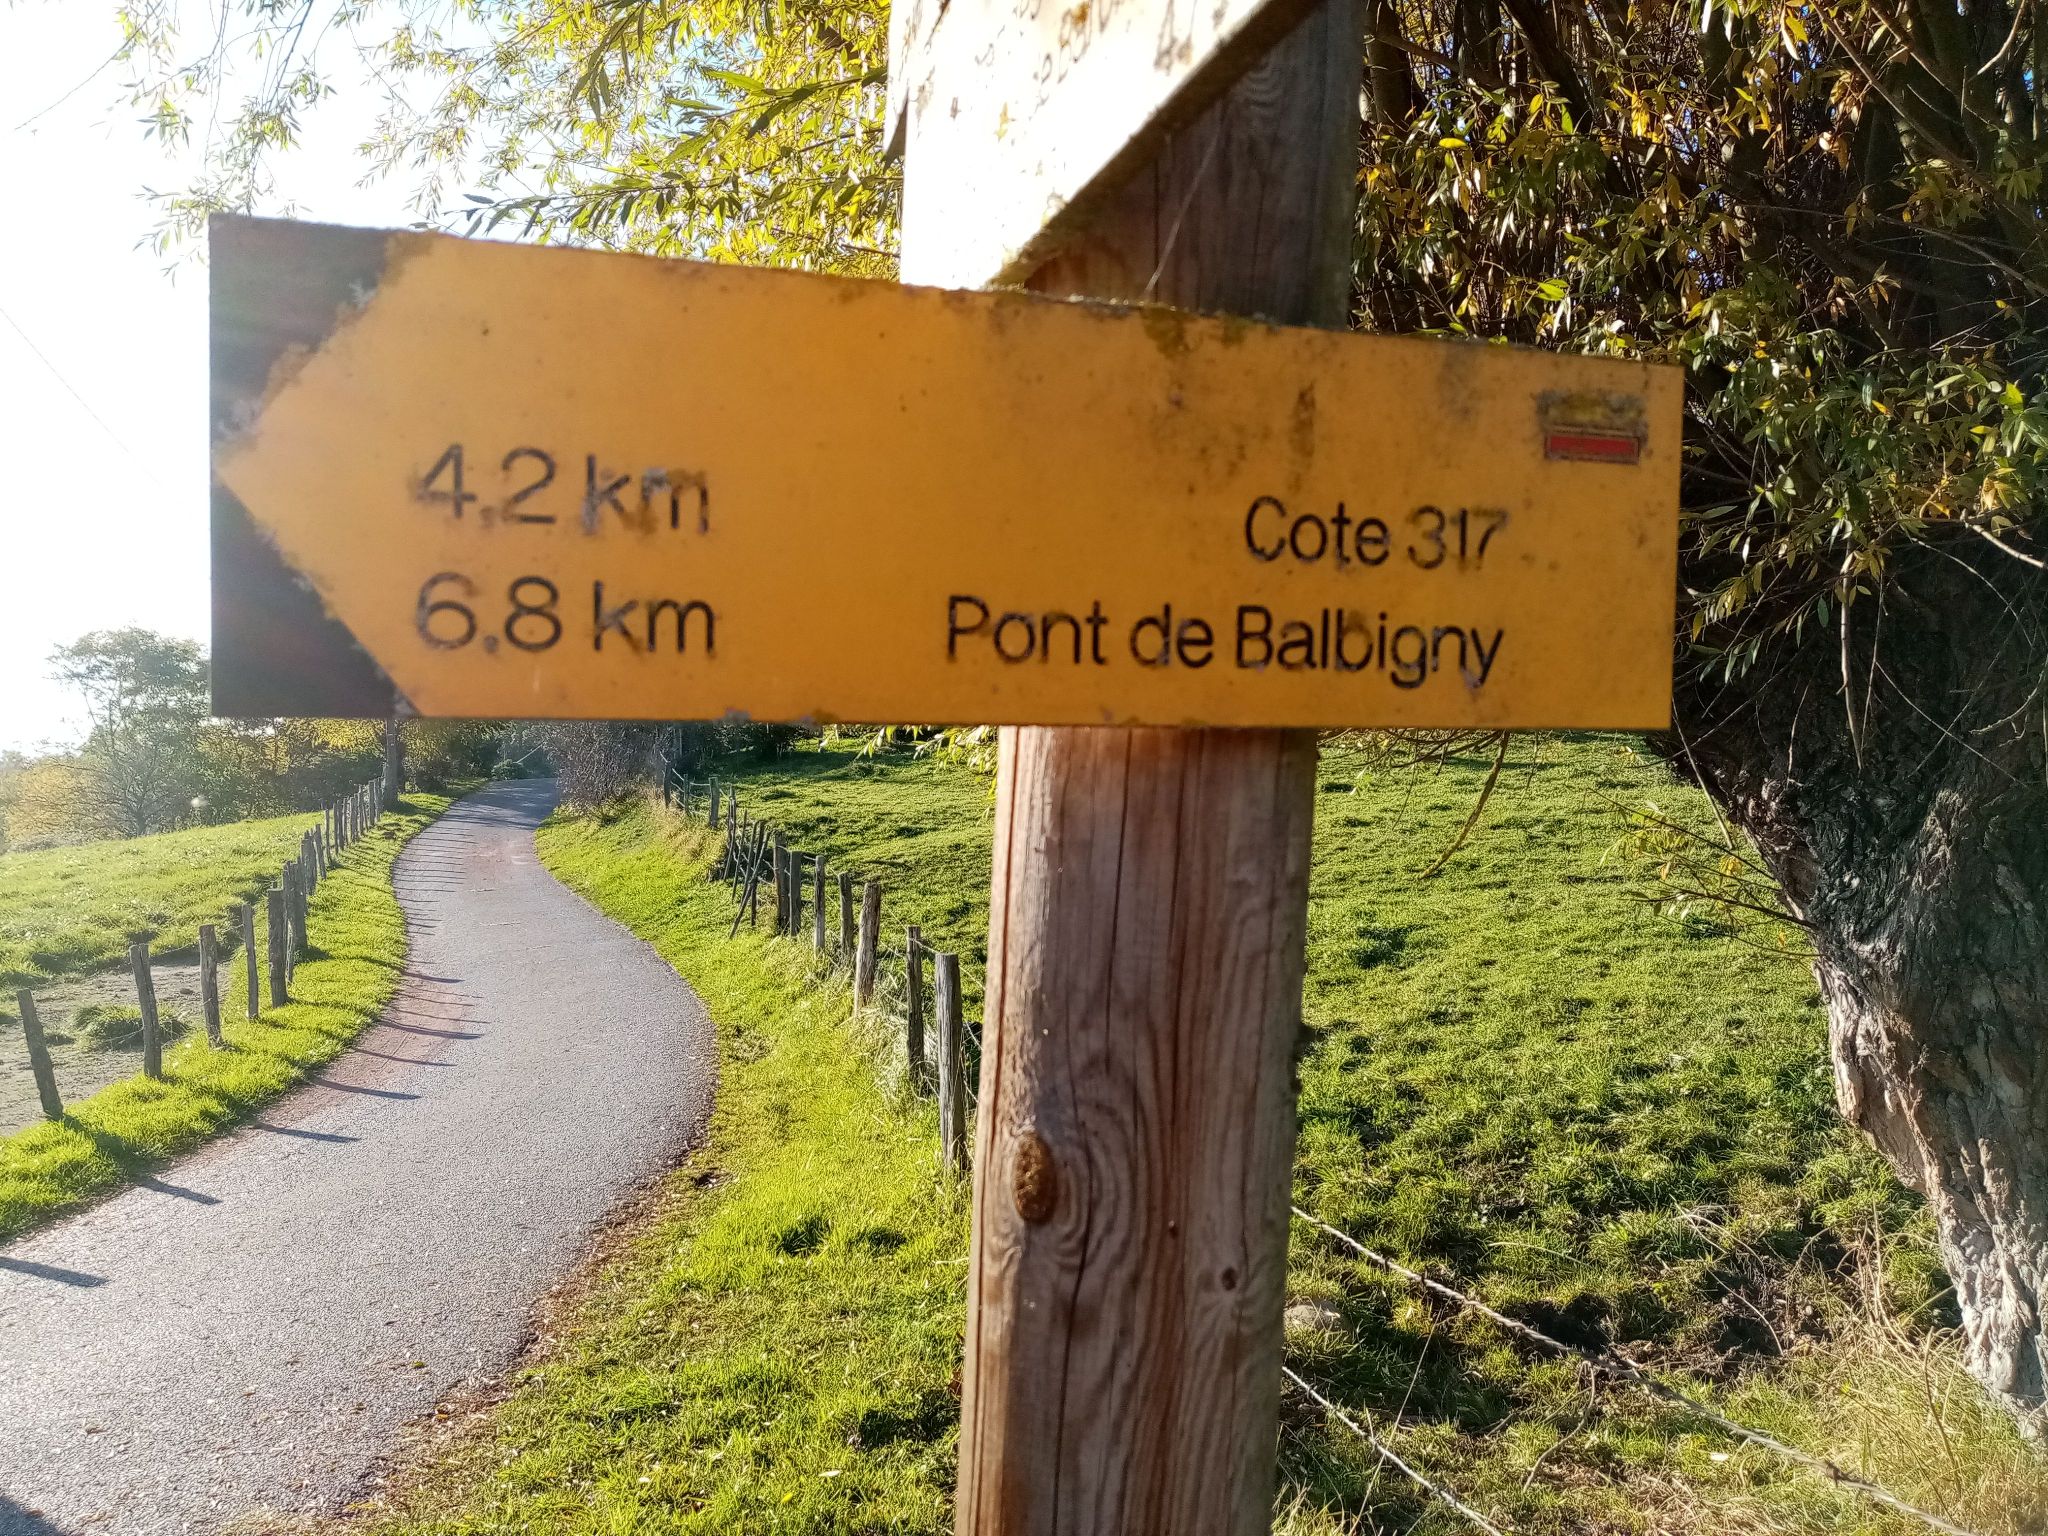 4.2 km Cote 317
6.8 km Pont de Balbigny